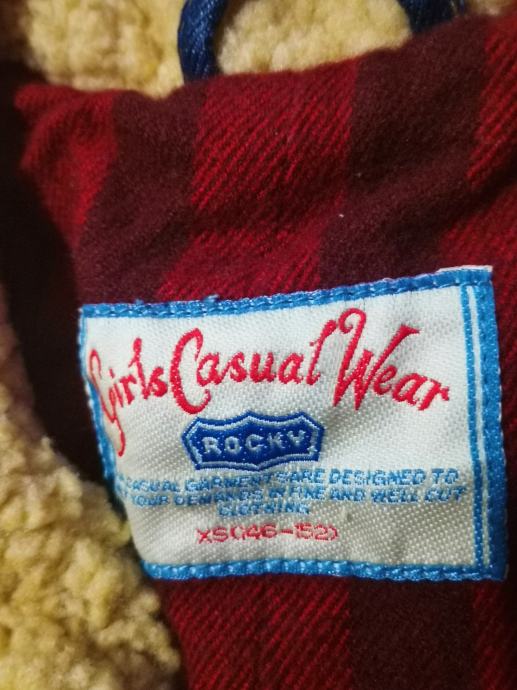 Girls Casual Wear
ROCKY
CASUAL GARMENTS ARE DESIGNED TO
YOUR DEMANDS IN FINE AND WELL CUT
CLOTHING
XS(146-152)